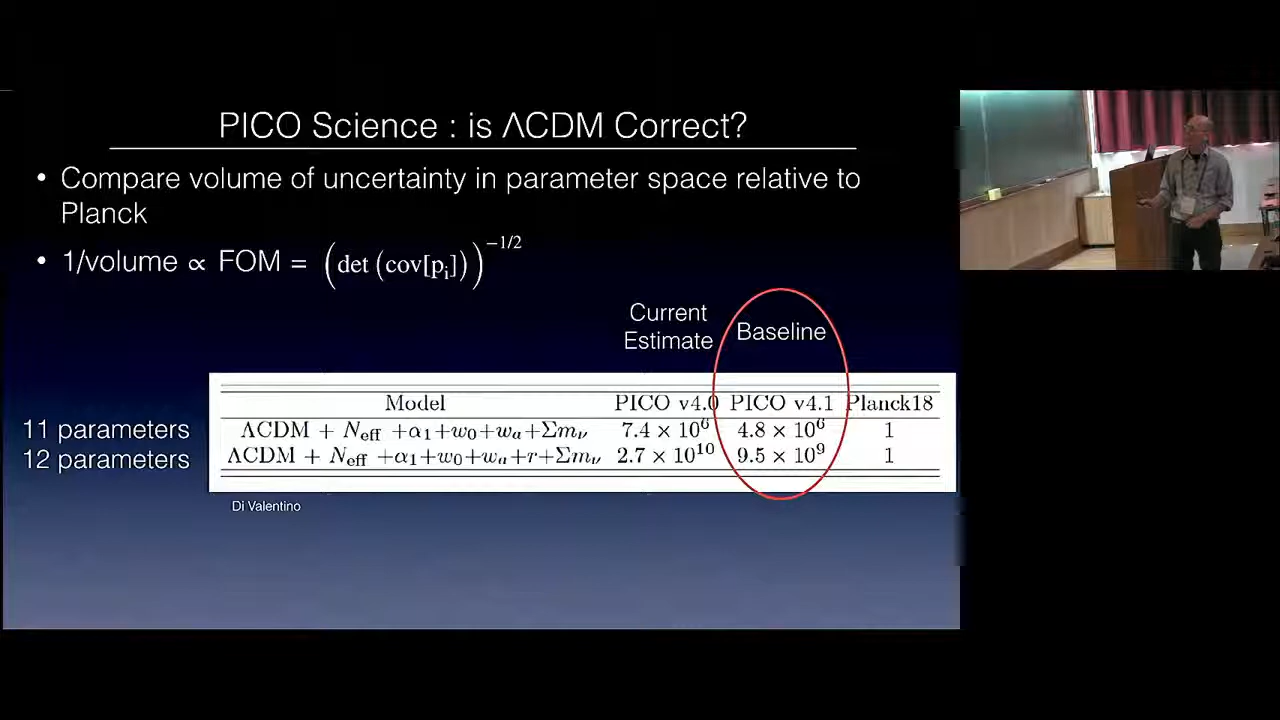 PICO Science : is ΛCDM Correct?
• Compare volume of uncertainty in parameter space relative to
Planck
• 1/volume ∝ FOM = (det (cov[pᵢ]))^−1/2
Current
Estimate
Baseline
Model PICO v4.0 PICO v4.1 Planck18
11 parameters ΛCDM + N_eff +α₁+w₀+wₐ+Σm_ν 7.4 × 10⁶ 4.8 × 10⁶ 1
12 parameters ΛCDM + N_eff +α₁+w₀+wₐ+r+Σm_ν 2.7 × 10¹⁰ 9.5 × 10⁹ 1
Di Valentino